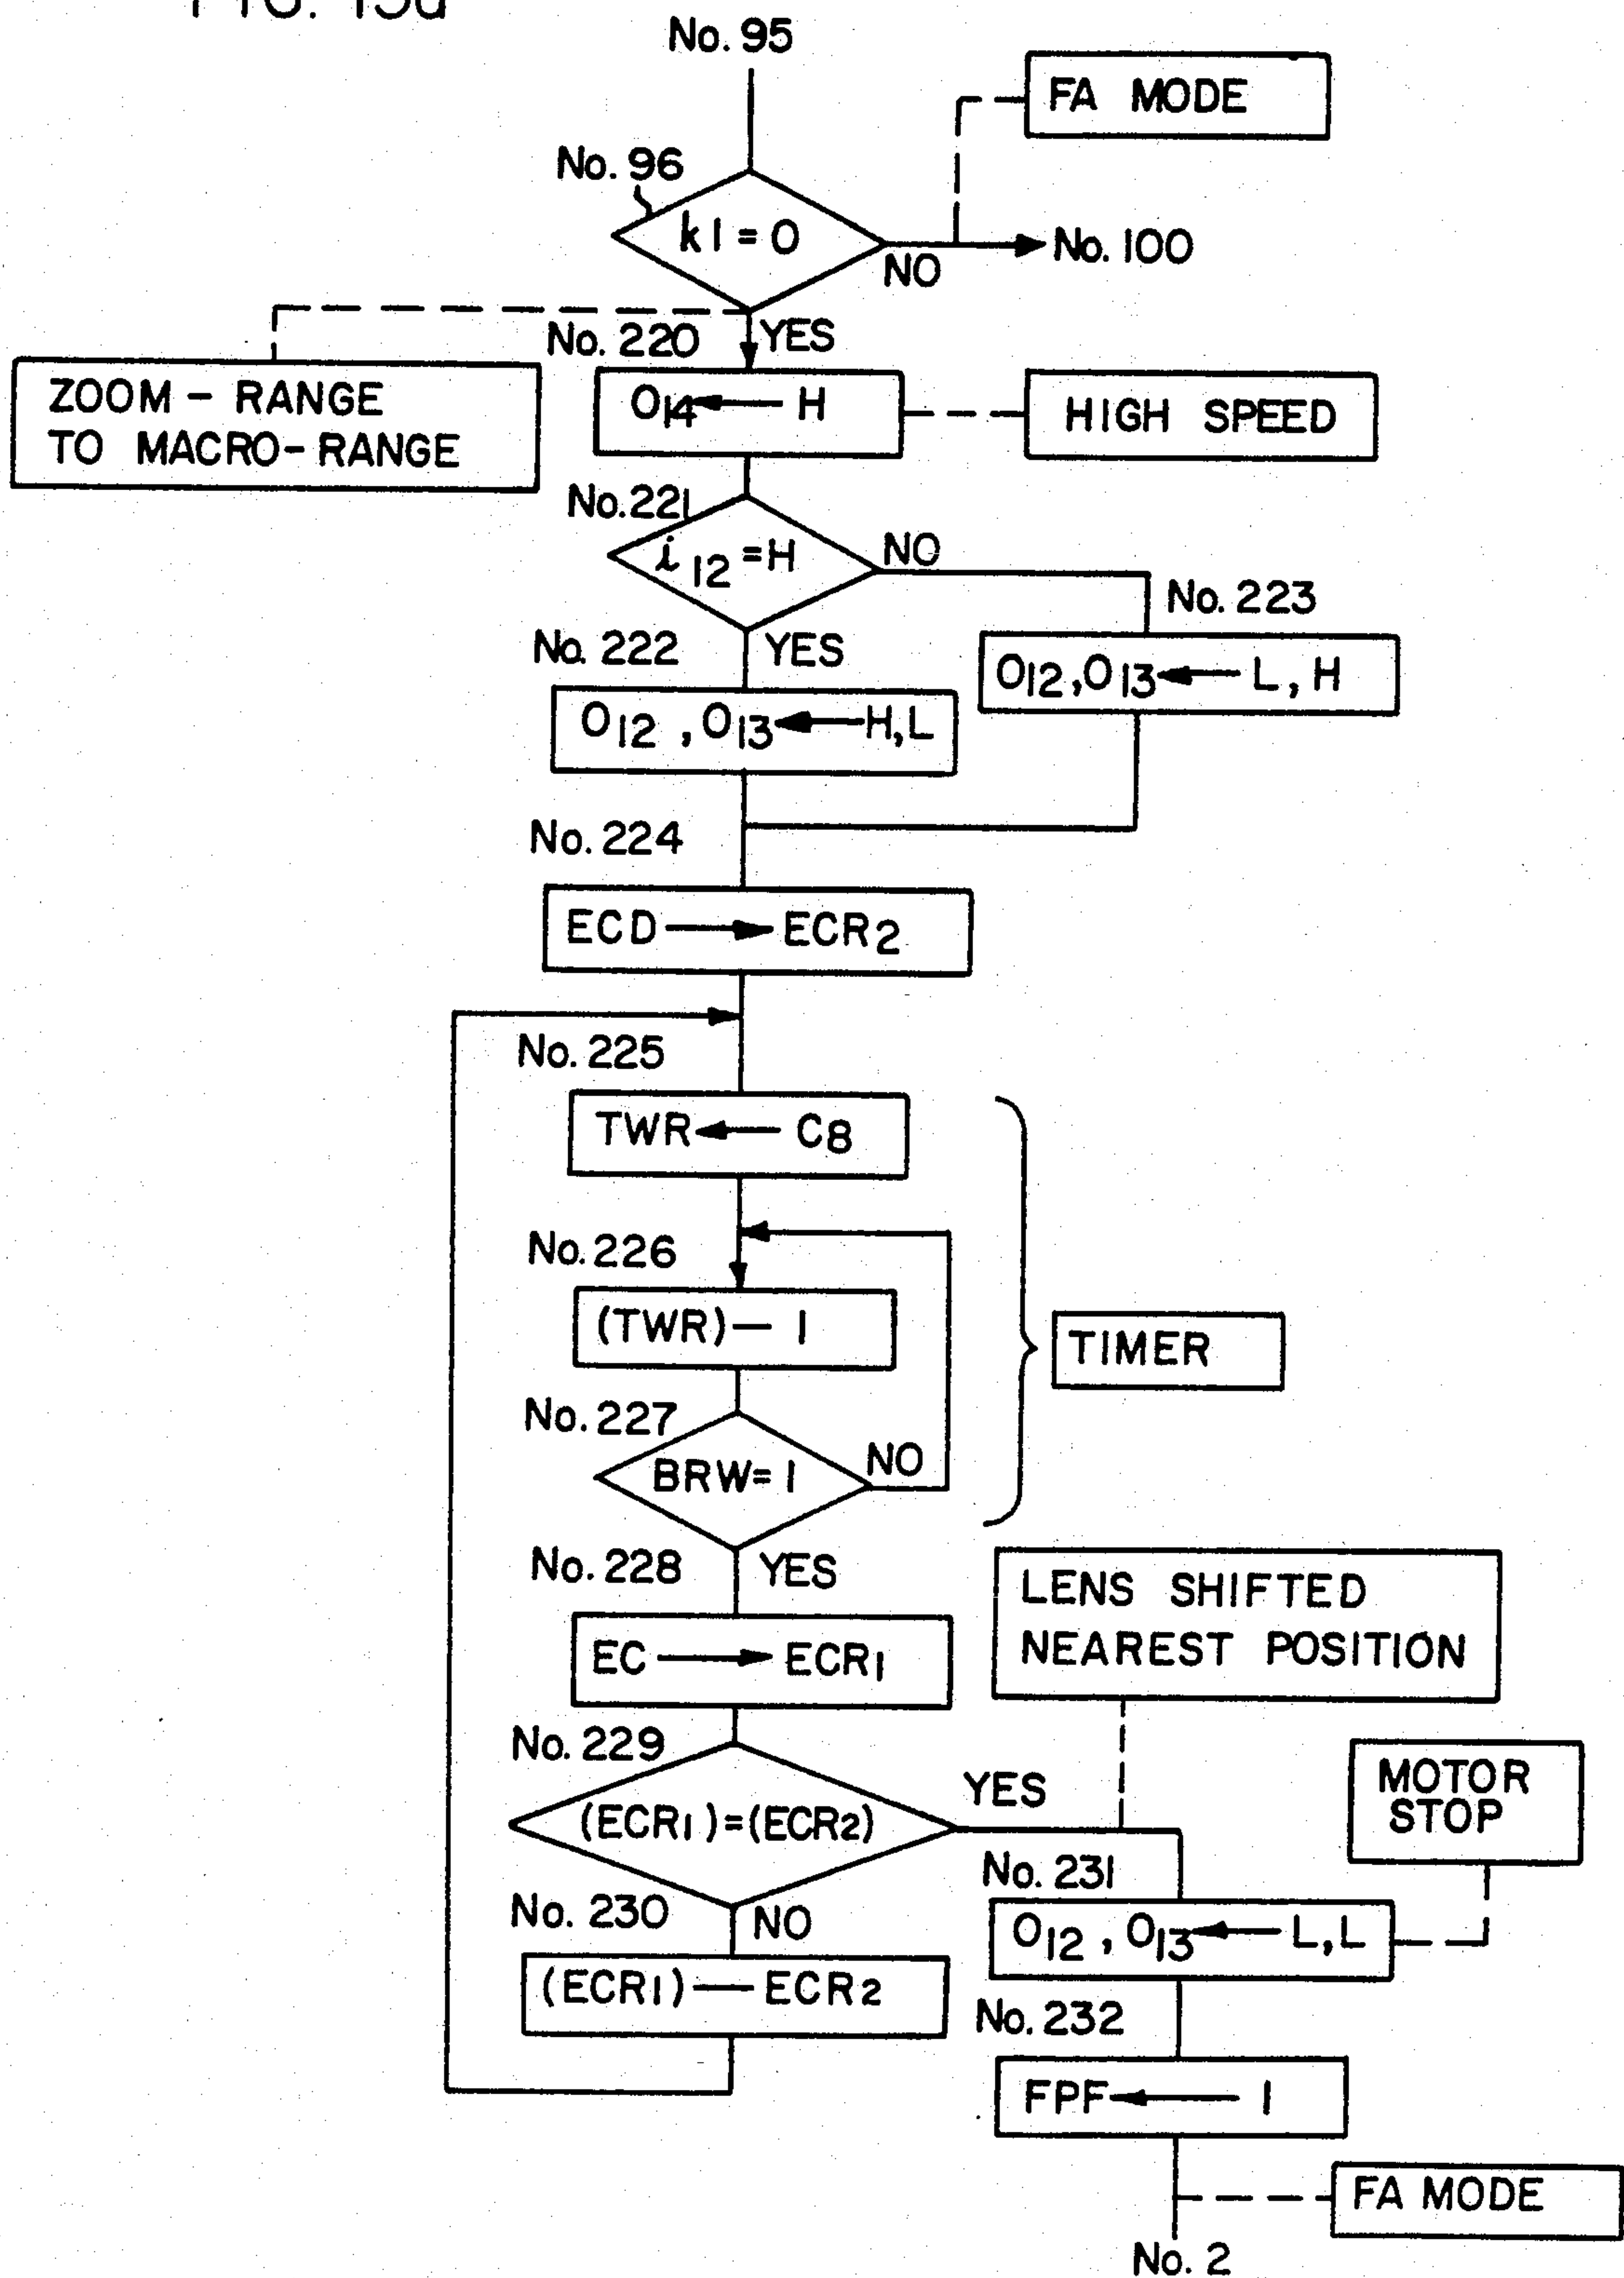 FIG. 15a
No. 95
FA MODE
No. 96
k1 = 0
NO
No. 100
No. 220
YES
ZOOM - RANGE
TO MACRO-RANGE
O14 ← H
HIGH SPEED
No. 221
i12 = H
NO
No. 223
No. 222
YES
O12, O13 ← L, H
O12, O13 ← H, L
No. 224
ECD → ECR2
No. 225
TWR ← C8
No. 226
(TWR) — 1
TIMER
No. 227
BRW = 1
NO
No. 228
YES
LENS SHIFTED
NEAREST POSITION
EC → ECR1
No. 229
(ECR1) = (ECR2)
YES
MOTOR
STOP
No. 231
No. 230
NO
O12, O13 ← L, L
(ECR1) — ECR2
No. 232
FPF ← 1
FA MODE
No. 2